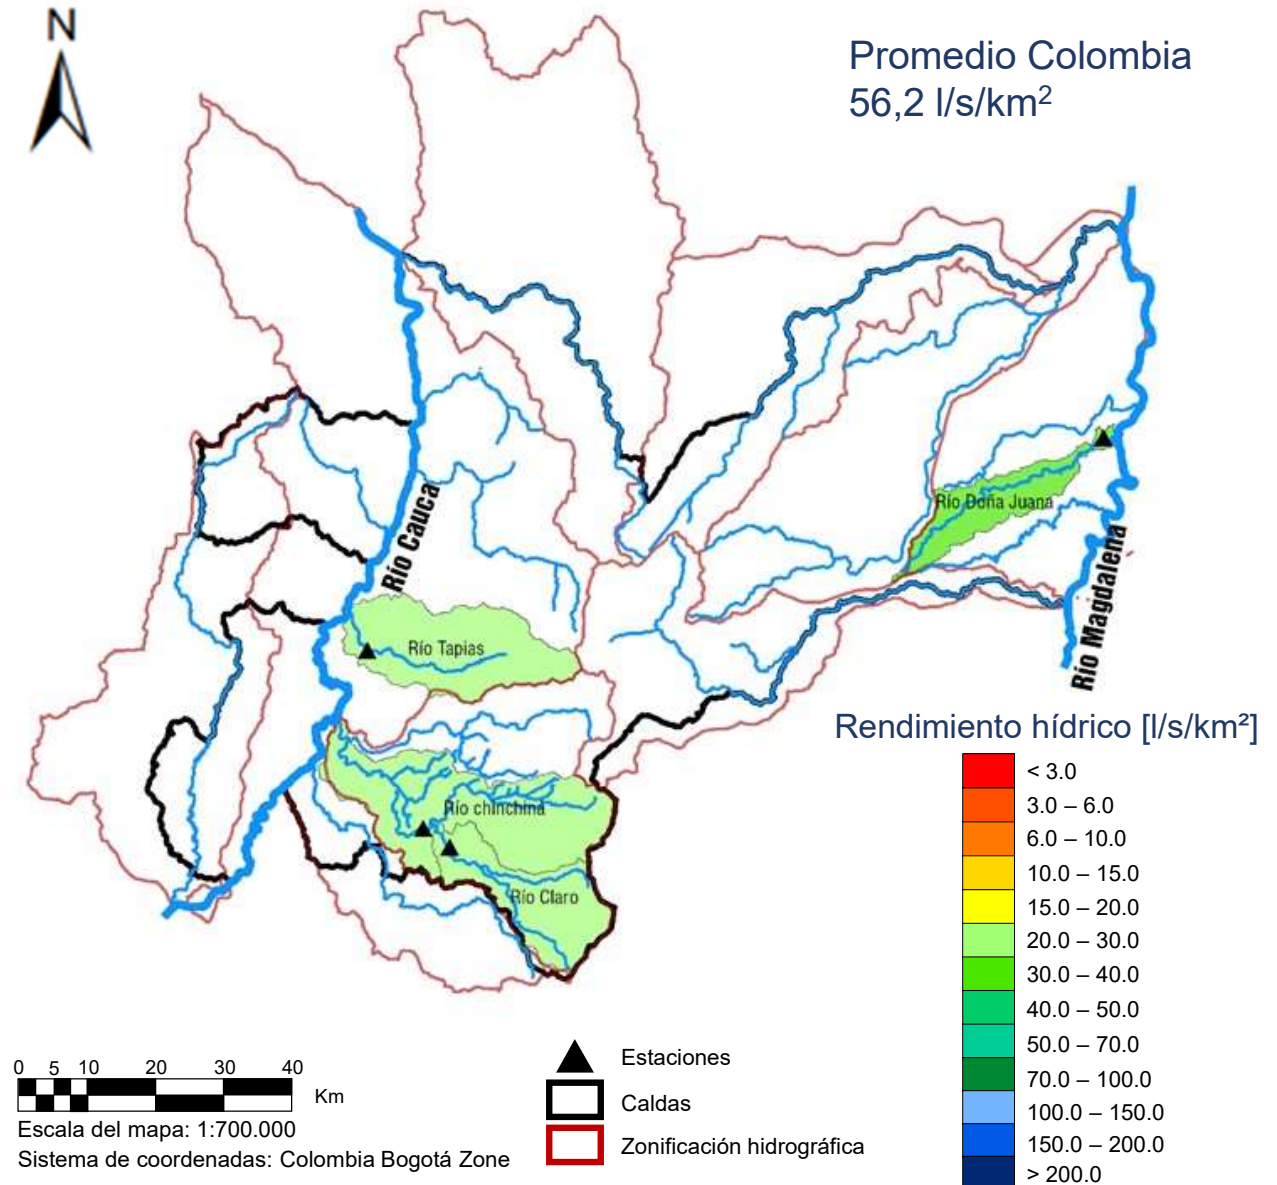 N
Promedio Colombia
56,2 l/s/km²
Río Cauca
Río Doña Juana
Río Magdalena
Río Tapias
Río chinchina
Río Claro
Rendimiento hídrico [l/s/km²]
< 3.0
3.0 – 6.0
6.0 – 10.0
10.0 – 15.0
15.0 – 20.0
20.0 – 30.0
30.0 – 40.0
40.0 – 50.0
50.0 – 70.0
70.0 – 100.0
100.0 – 150.0
150.0 – 200.0
> 200.0
0 5 10 20 30 40
Km
Escala del mapa: 1:700.000
Sistema de coordenadas: Colombia Bogotá Zone
Estaciones
Caldas
Zonificación hidrográfica